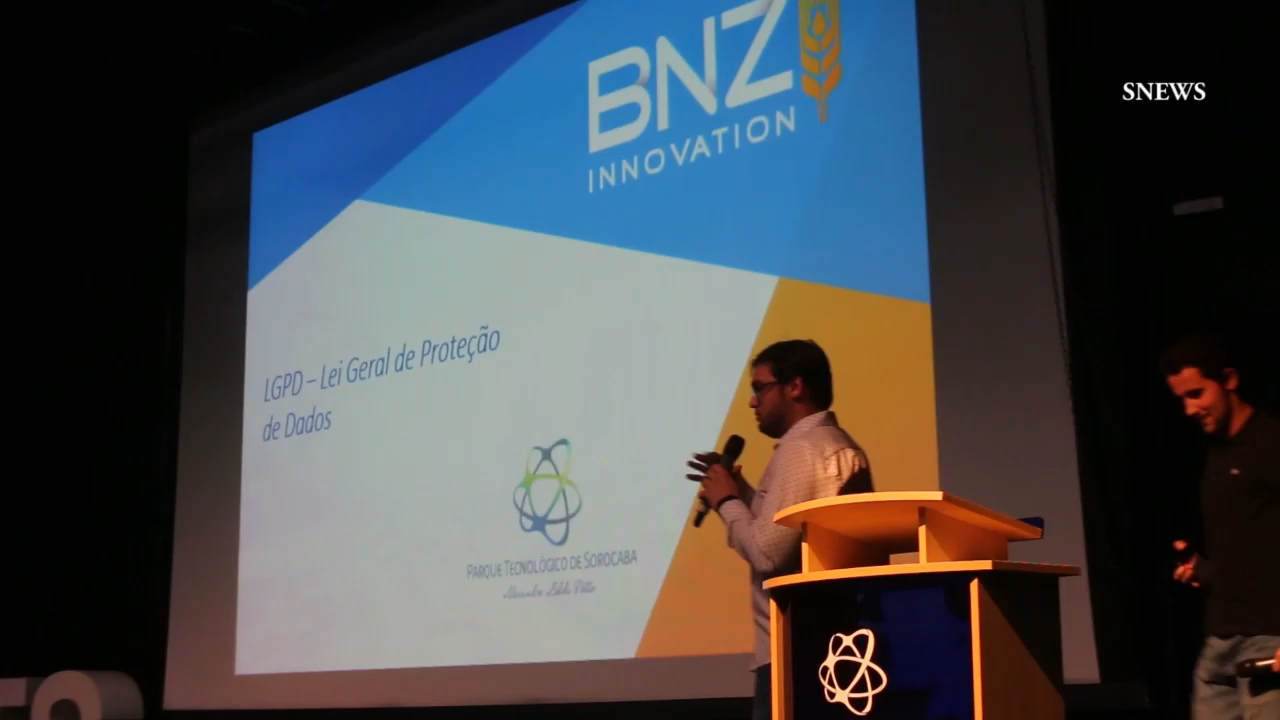 BNZ
INNOVATION
SNEWS
LGPD – Lei Geral de Proteção
de Dados
PARQUE TECNOLÓGICO DE SOROCABA